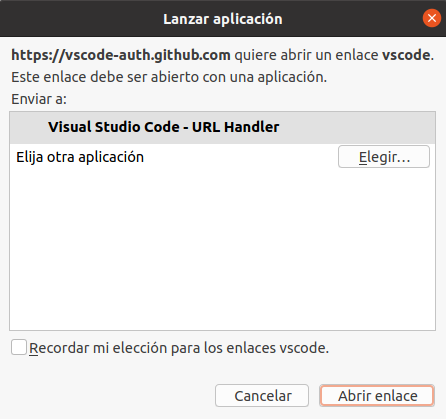 Lanzar aplicación
https://vscode-auth.github.com quiere abrir un enlace vscode.
Este enlace debe ser abierto con una aplicación.
Enviar a:
Visual Studio Code - URL Handler
Elija otra aplicación
Elegir...
Recordar mi elección para los enlaces vscode.
Cancelar
Abrir enlace